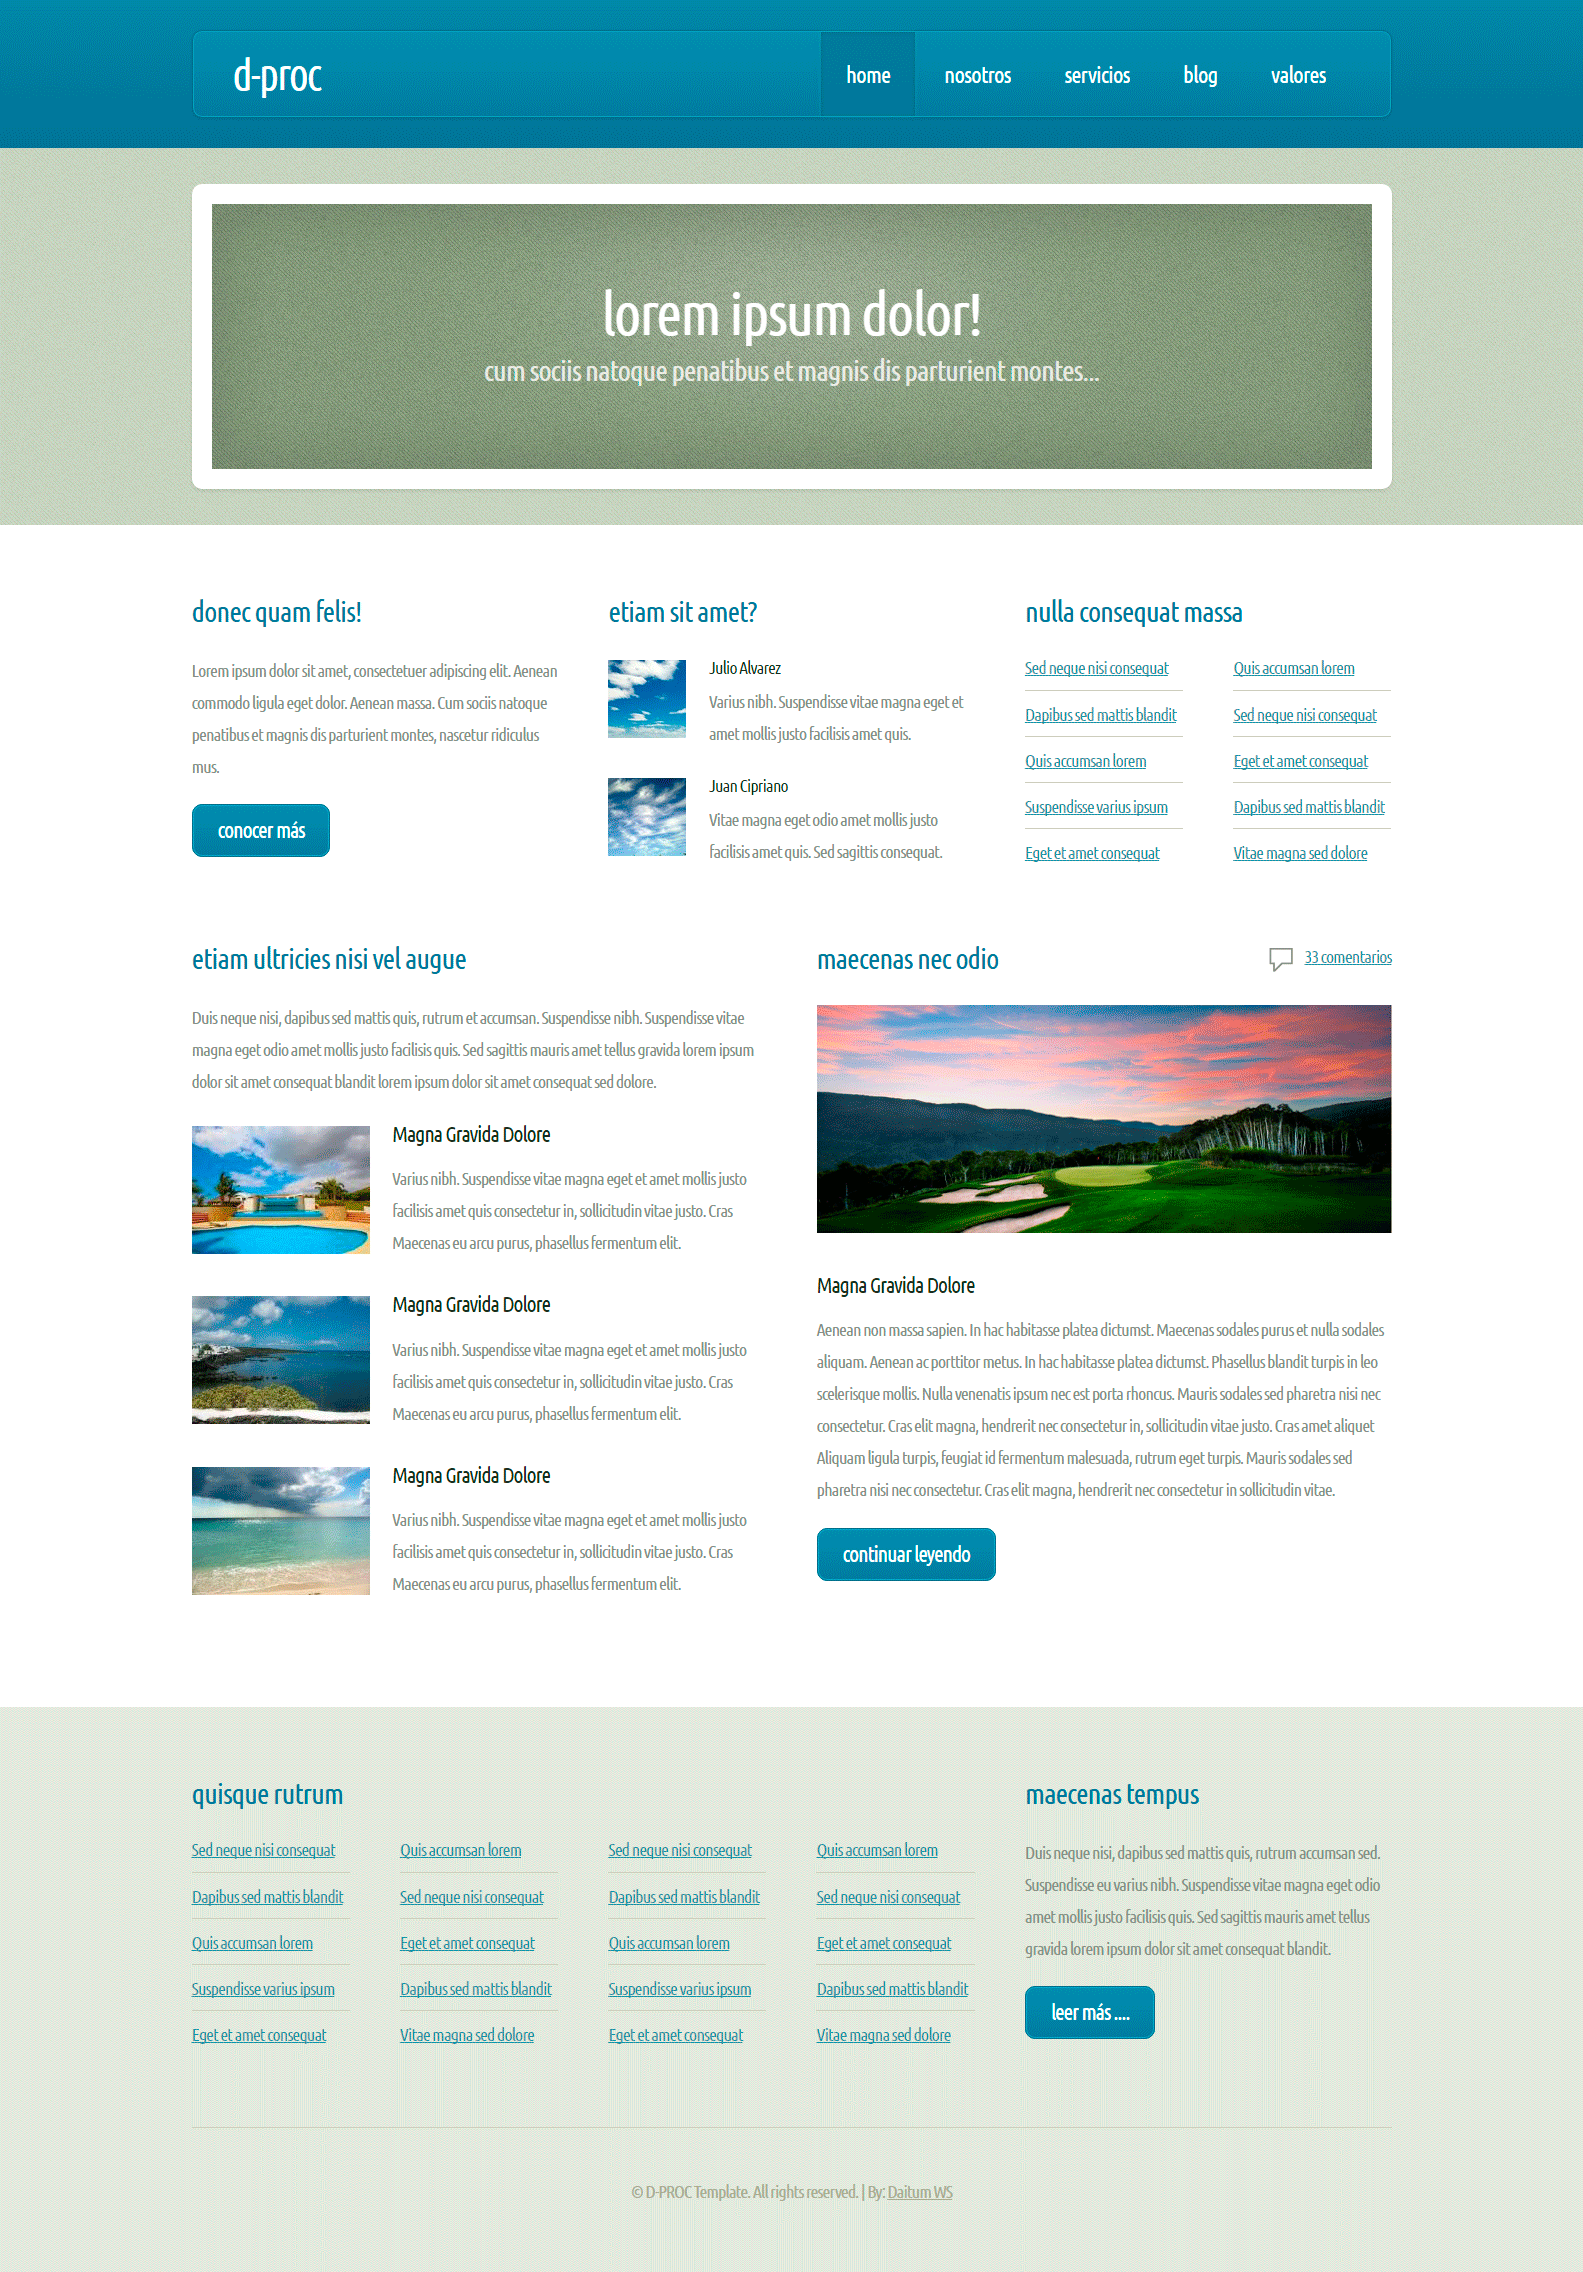 d-proc
home nosotros servicios blog valores
lorem ipsum dolor!
cum sociis natoque penatibus et magnis dis parturient montes...
donec quam felis!
Lorem ipsum dolor sit amet, consectetuer adipiscing elit. Aenean
commodo ligula eget dolor. Aenean massa. Cum sociis natoque
penatibus et magnis dis parturient montes, nascetur ridiculus
mus.
conocer más
etiam sit amet?
Julio Alvarez
Varius nibh. Suspendisse vitae magna eget et
amet mollis justo facilisis amet quis.
Juan Cipriano
Vitae magna eget odio amet mollis justo
facilisis amet quis. Sed sagittis consequat.
nulla consequat massa
Sed neque nisi consequat
Dapibus sed mattis blandit
Quis accumsan lorem
Suspendisse varius ipsum
Eget et amet consequat
Quis accumsan lorem
Sed neque nisi consequat
Eget et amet consequat
Dapibus sed mattis blandit
Vitae magna sed dolore
etiam ultricies nisi vel augue
Duis neque nisi, dapibus sed mattis quis, rutrum et accumsan. Suspendisse nibh. Suspendisse vitae
magna eget odio amet mollis justo facilisis quis. Sed sagittis mauris amet tellus gravida lorem ipsum
dolor sit amet consequat blandit lorem ipsum dolor sit amet consequat sed dolore.
Magna Gravida Dolore
Varius nibh. Suspendisse vitae magna eget et amet mollis justo
facilisis amet quis consectetur in, sollicitudin vitae justo. Cras
Maecenas eu arcu purus, phasellus fermentum elit.
Magna Gravida Dolore
Varius nibh. Suspendisse vitae magna eget et amet mollis justo
facilisis amet quis consectetur in, sollicitudin vitae justo. Cras
Maecenas eu arcu purus, phasellus fermentum elit.
Magna Gravida Dolore
Varius nibh. Suspendisse vitae magna eget et amet mollis justo
facilisis amet quis consectetur in, sollicitudin vitae justo. Cras
Maecenas eu arcu purus, phasellus fermentum elit.
maecenas nec odio
33 comentarios
Magna Gravida Dolore
Aenean non massa sapien. In hac habitasse platea dictumst. Maecenas sodales purus et nulla sodales
aliquam. Aenean ac porttitor metus. In hac habitasse platea dictumst. Phasellus blandit turpis in leo
scelerisque mollis. Nulla venenatis ipsum nec est porta rhoncus. Mauris sodales sed pharetra nisi nec
consectetur. Cras elit magna, hendrerit nec consectetur in, sollicitudin vitae justo. Cras amet aliquet
Aliquam ligula turpis, feugiat id fermentum malesuada, rutrum eget turpis. Mauris sodales sed
pharetra nisi nec consectetur. Cras elit magna, hendrerit nec consectetur in sollicitudin vitae.
continuar leyendo
quisque rutrum
Sed neque nisi consequat
Dapibus sed mattis blandit
Quis accumsan lorem
Suspendisse varius ipsum
Eget et amet consequat
Quis accumsan lorem
Sed neque nisi consequat
Eget et amet consequat
Dapibus sed mattis blandit
Vitae magna sed dolore
Sed neque nisi consequat
Dapibus sed mattis blandit
Quis accumsan lorem
Suspendisse varius ipsum
Eget et amet consequat
Quis accumsan lorem
Sed neque nisi consequat
Eget et amet consequat
Dapibus sed mattis blandit
Vitae magna sed dolore
maecenas tempus
Duis neque nisi, dapibus sed mattis quis, rutrum accumsan sed.
Suspendisse eu varius nibh. Suspendisse vitae magna eget odio
amet mollis justo facilisis quis. Sed sagittis mauris amet tellus
gravida lorem ipsum dolor sit amet consequat blandit.
leer más ....
© D-PROC Template. All rights reserved. | By: Daitum WS